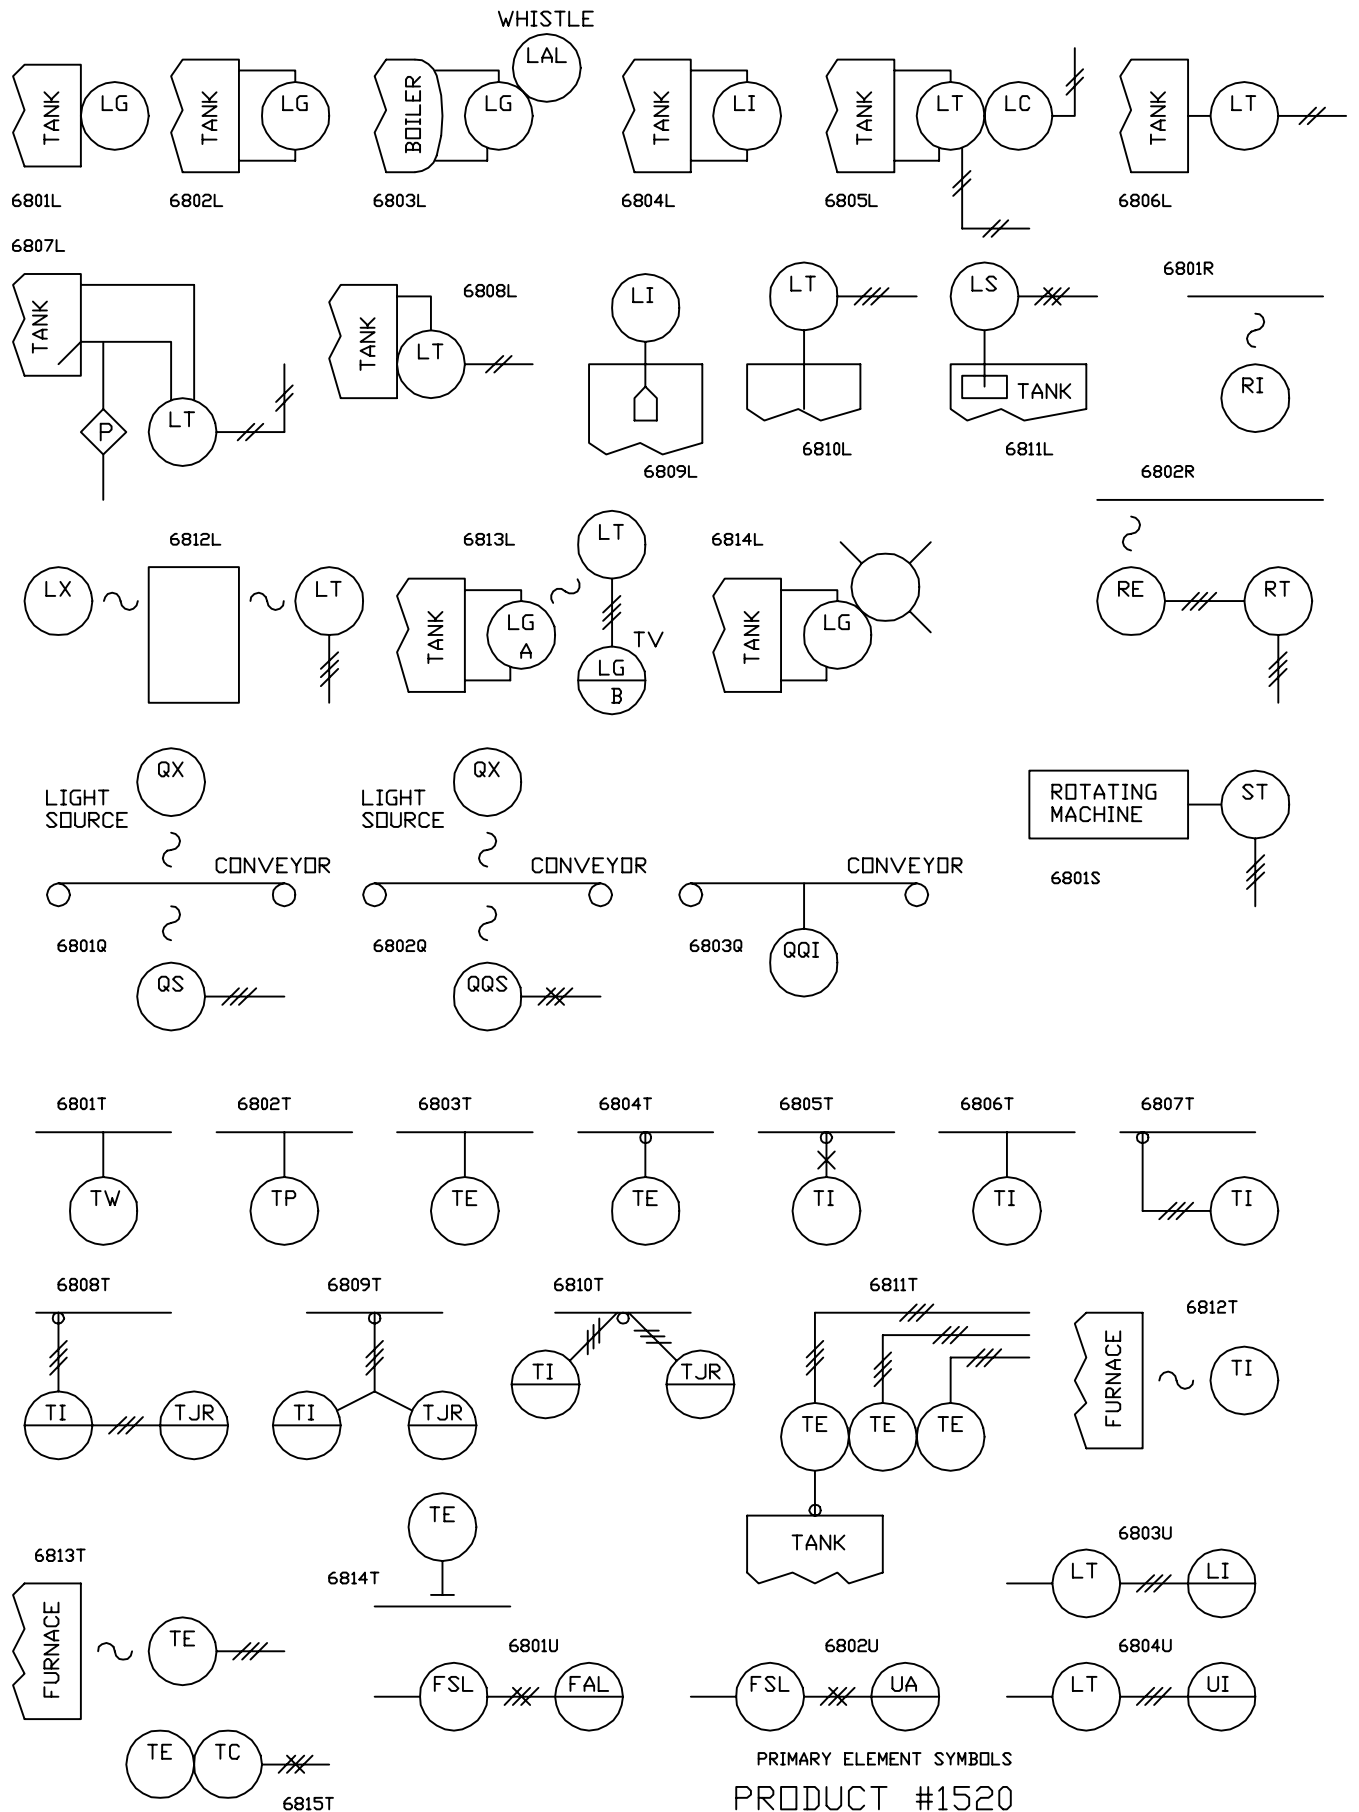 WHISTLE
TANK
LG
6801L
TANK
LG
6802L
BOILER
LG
LAL
6803L
TANK
LI
6804L
TANK
LT
LC
6805L
TANK
LT
6806L
6807L
TANK
P
LT
6808L
TANK
LT
LI
6809L
LT
6810L
LS
TANK
6811L
6801R
RI
6802R
RE
RT
6812L
LX
LT
6813L
TANK
LG
A
LT
TV
LG
B
6814L
TANK
LG
QX
LIGHT
SOURCE
CONVEYOR
6801Q
QS
QX
LIGHT
SOURCE
CONVEYOR
6802Q
QQS
CONVEYOR
6803Q
QQI
ROTATING
MACHINE
ST
6801S
6801T
TW
6802T
TP
6803T
TE
6804T
TE
6805T
TI
6806T
TI
6807T
TI
6808T
TI
TJR
6809T
TI
TJR
6810T
TI
TJR
6811T
TE
TE
TE
TANK
6812T
FURNACE
TI
6813T
FURNACE
TE
TE
6814T
6803U
LT
LI
6801U
FSL
FAL
6802U
FSL
UA
6804U
LT
UI
TE
TC
6815T
PRIMARY ELEMENT SYMBOLS
PRODUCT #1520